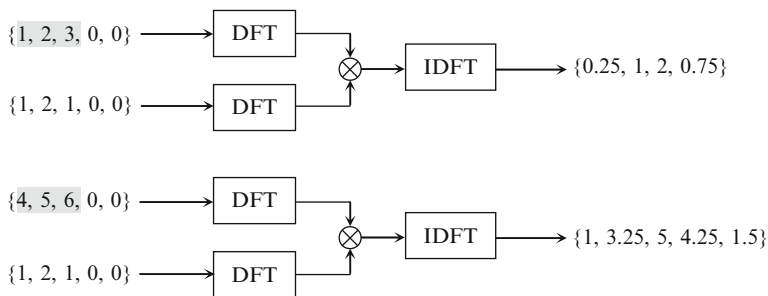 {1, 2, 3, 0, 0}
DFT
IDFT
{0.25, 1, 2, 0.75}
{1, 2, 1, 0, 0}
DFT
{4, 5, 6, 0, 0}
DFT
IDFT
{1, 3.25, 5, 4.25, 1.5}
{1, 2, 1, 0, 0}
DFT